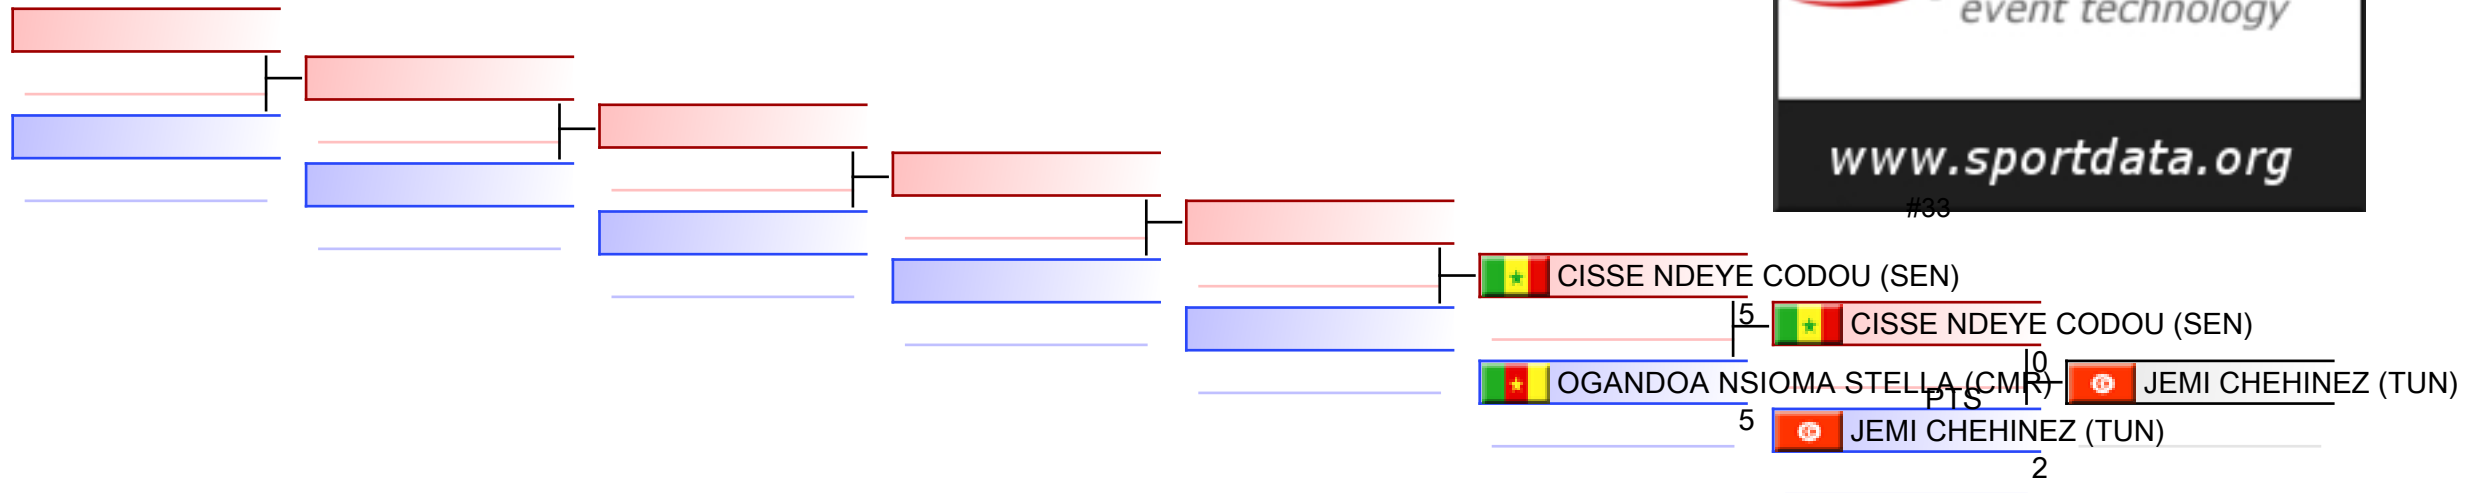 event technology
www.sportdata.org
#33
CISSE NDEYE CODOU (SEN)
5
CISSE NDEYE CODOU (SEN)
0
OGANDOA NSIOMA STELLA (CMR)
JEMI CHEHINEZ (TUN)
PTS
5
JEMI CHEHINEZ (TUN)
2